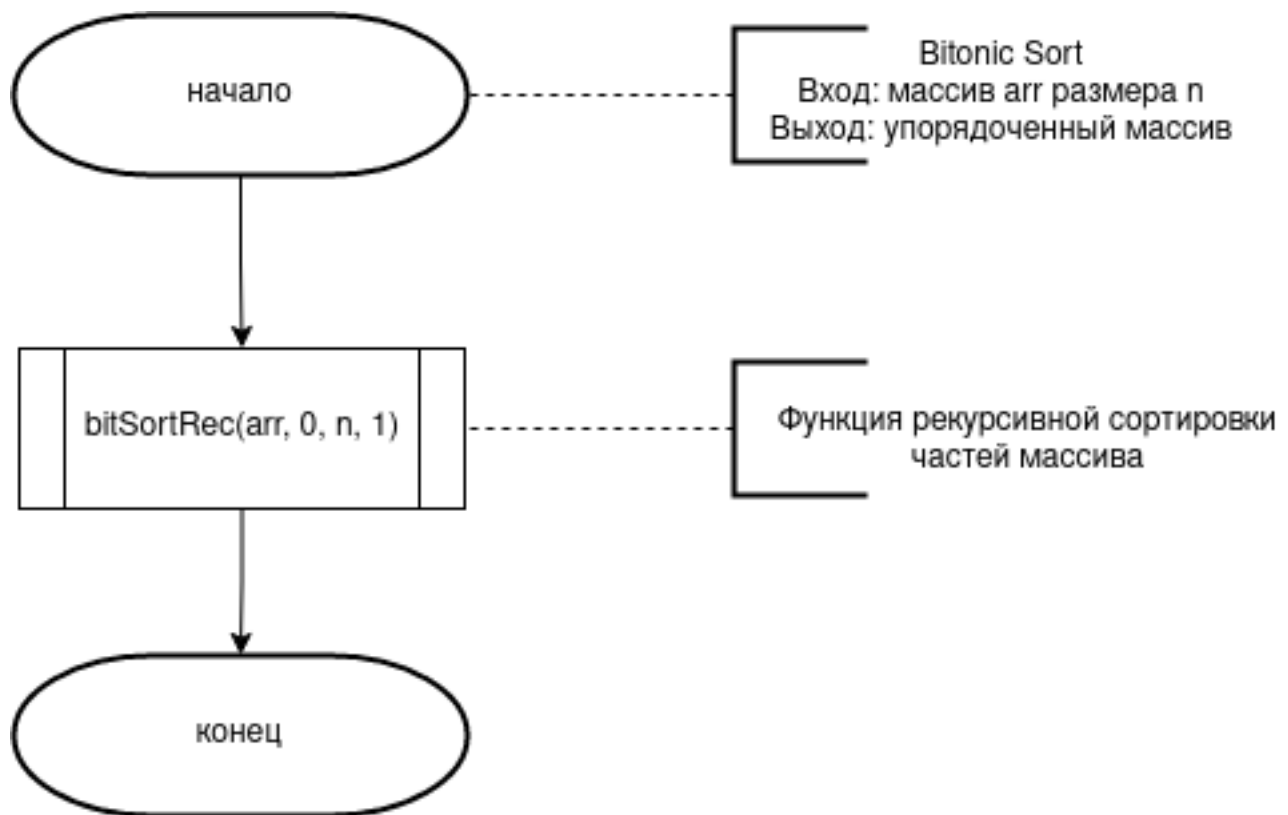 начало
Bitonic Sort
Вход: массив arr размера n
Выход: упорядоченный массив
bitSortRec(arr, 0, n, 1)
Функция рекурсивной сортировки
частей массива
конец